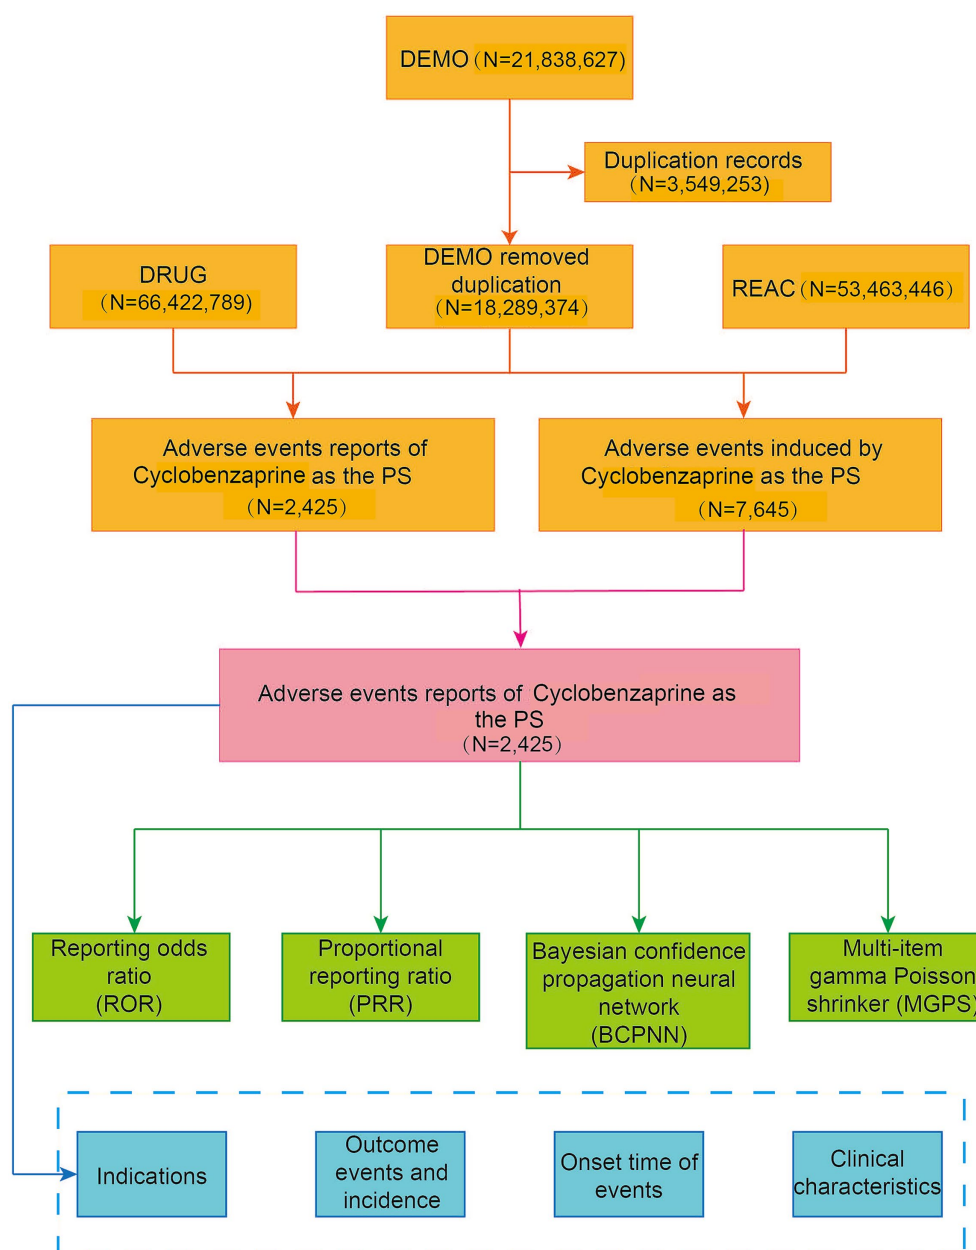 DEMO（N=21,838,627)
Duplication records
（N=3,549,253)
DRUG
（N=66,422,789）
DEMO removed
duplication
（N=18,289,374）
REAC（N=53,463,446）
Adverse events reports of
Cyclobenzaprine as the PS
（N=2,425）
Adverse events induced by
Cyclobenzaprine as the PS
（N=7,645）
Adverse events reports of Cyclobenzaprine as
the PS
（N=2,425）
Reporting odds
ratio
(ROR)
Proportional
reporting ratio
(PRR)
Bayesian confidence
propagation neural
network
(BCPNN)
Multi-item
gamma Poisson
shrinker (MGPS)
Indications
Outcome
events and
incidence
Onset time of
events
Clinical
characteristics